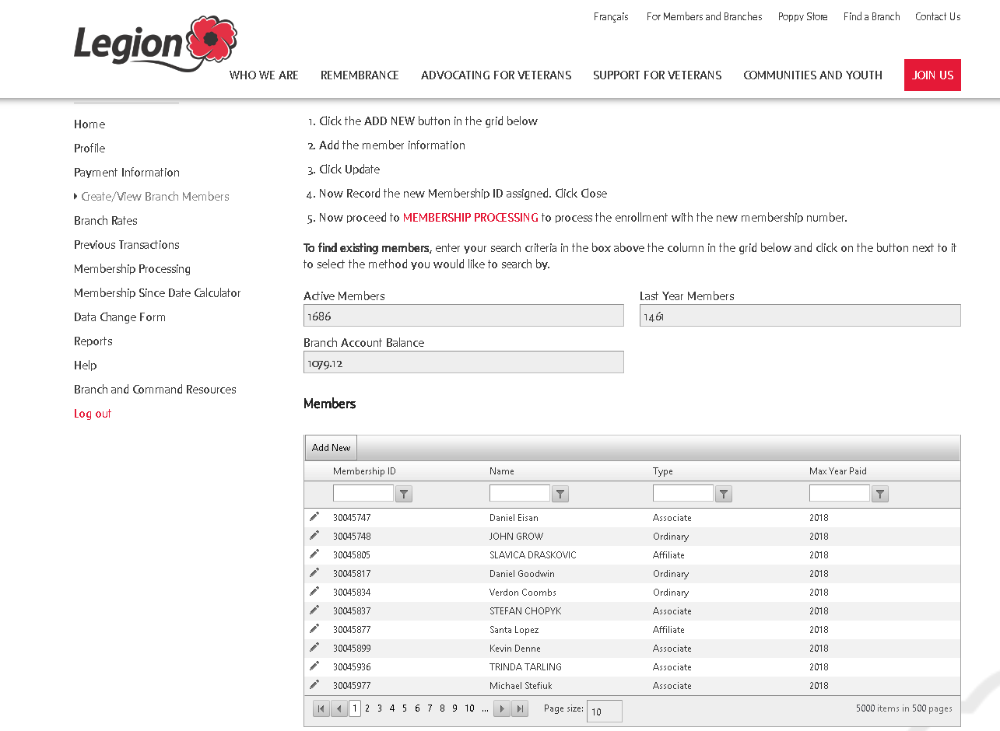 Français For Members and Branches Poppy Store Find a Branch Contact Us
Legion
WHO WE ARE REMEMBRANCE ADVOCATING FOR VETERANS SUPPORT FOR VETERANS COMMUNITIES AND YOUTH JOIN US
Home
Profile
Payment Information
Create/View Branch Members
Branch Rates
Previous Transactions
Membership Processing
Membership Since Date Calculator
Data Change Form
Reports
Help
Branch and Command Resources
Log out
1. Click the ADD NEW button in the grid below
2. Add the member information
3. Click Update
4. Now Record the new Membership ID assigned. Click Close
5. Now proceed to MEMBERSHIP PROCESSING to process the enrollment with the new membership number.
To find existing members, enter your search criteria in the box above the column in the grid below and click on the button next to it
to select the method you would like to search by.
Active Members Last Year Members
1686 1461
Branch Account Balance
1079.12
Members
Add New
Membership ID Name Type Max Year Paid
30045747 Daniel Eisan Associate 2018
30045748 JOHN GROW Ordinary 2018
30045805 SLAVICA DRASKOVIC Affiliate 2018
30045817 Daniel Goodwin Ordinary 2018
30045834 Verdon Coombs Ordinary 2018
30045837 STEFAN CHOPYK Associate 2018
30045877 Santa Lopez Affiliate 2018
30045899 Kevin Denne Associate 2018
30045936 TRINDA TARLING Associate 2018
30045977 Michael Stefiuk Associate 2018
1 2 3 4 5 6 7 8 9 10 ... Page size: 10 5000 items in 500 pages